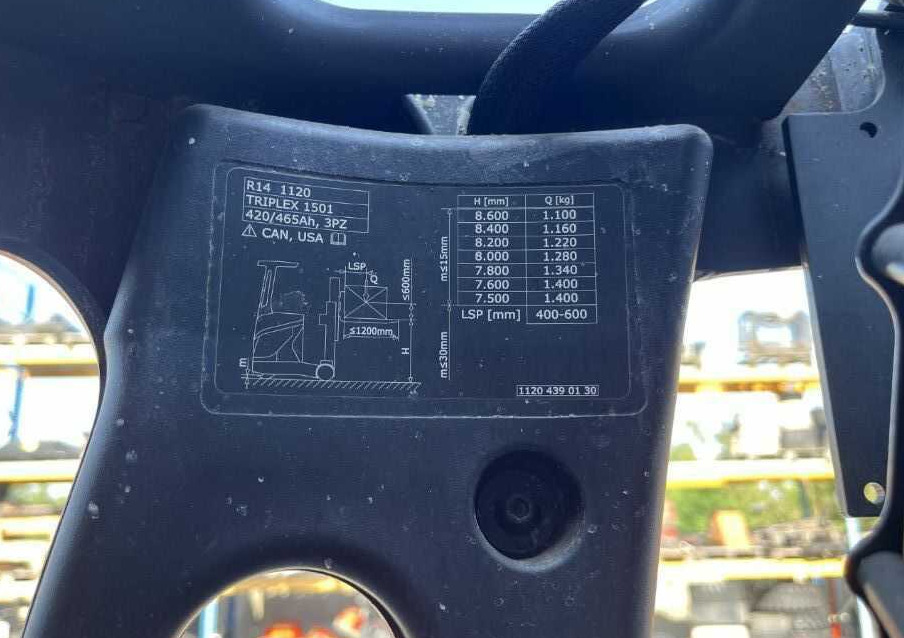 R14 1120
TRIPLEX 1501
420/465Ah, 3PZ
⚠ CAN, USA
LSP
Q
≤600mm
≤1200mm
H
m
m≤15mm
m≤30mm
H [mm] Q [kg]
8.600 1.100
8.400 1.160
8.200 1.220
8.000 1.280
7.800 1.340
7.600 1.400
7.500 1.400
LSP [mm] 400-600
1120 439 01 30